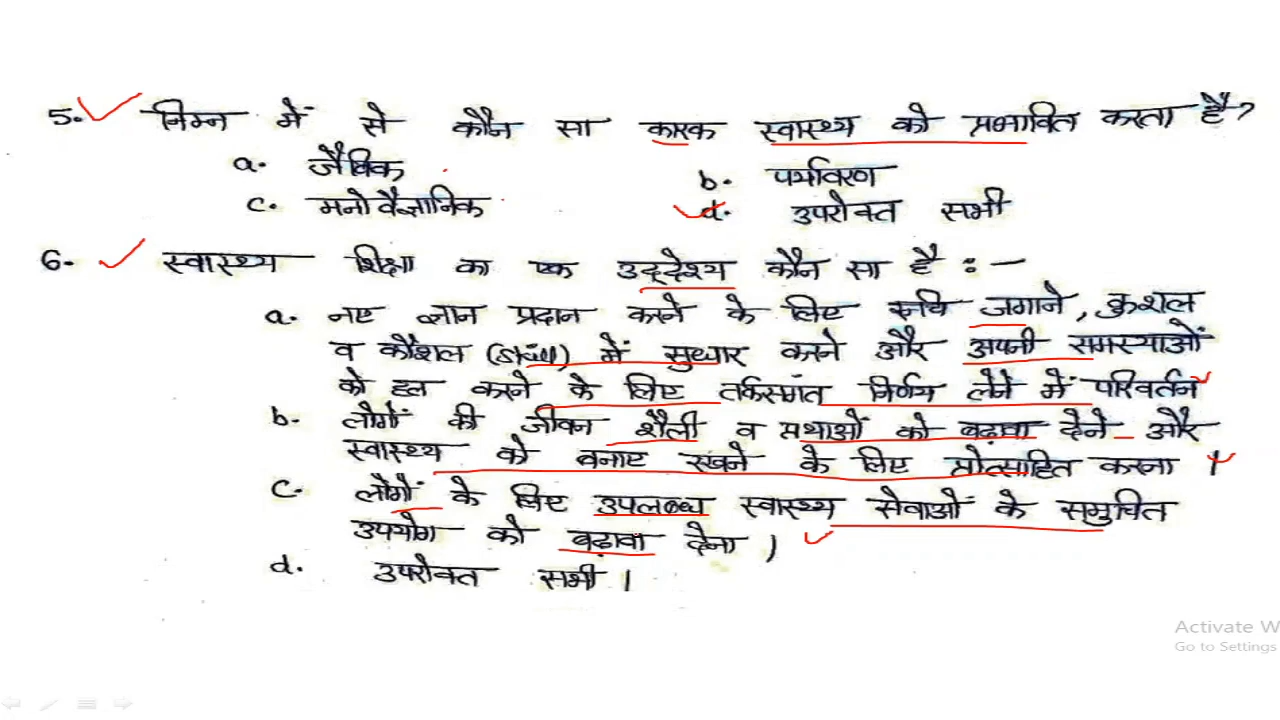 5. निम्न में से कौन सा कारक स्वास्थ्य को प्रभावित करता है?
a. जैविक
b. पर्यावरण
c. मनोवैज्ञानिक
d. उपरोक्त सभी
6. स्वास्थ्य शिक्षा का एक उद्देश्य कौन सा है :-
a. नए ज्ञान प्रदान करने के लिए रूचि जगाने, कुशल
व कौशल (Skill) में सुधार करने और अपनी समस्याओं
को हल करने के लिए तर्कसगंत निर्णय लेने में परिवर्तन
b. लोगों की जीवन शैली व प्रथाओं को बढ़ावा देने और
स्वास्थ्य को बनाए रखने के लिए प्रोत्साहित करना ।
c. लोगों के लिए उपलब्ध स्वास्थ्य सेवाओं के समुचित
उपयोग को बढ़ावा देना ।
d. उपरोक्त सभी ।
Activate W
Go to Settings